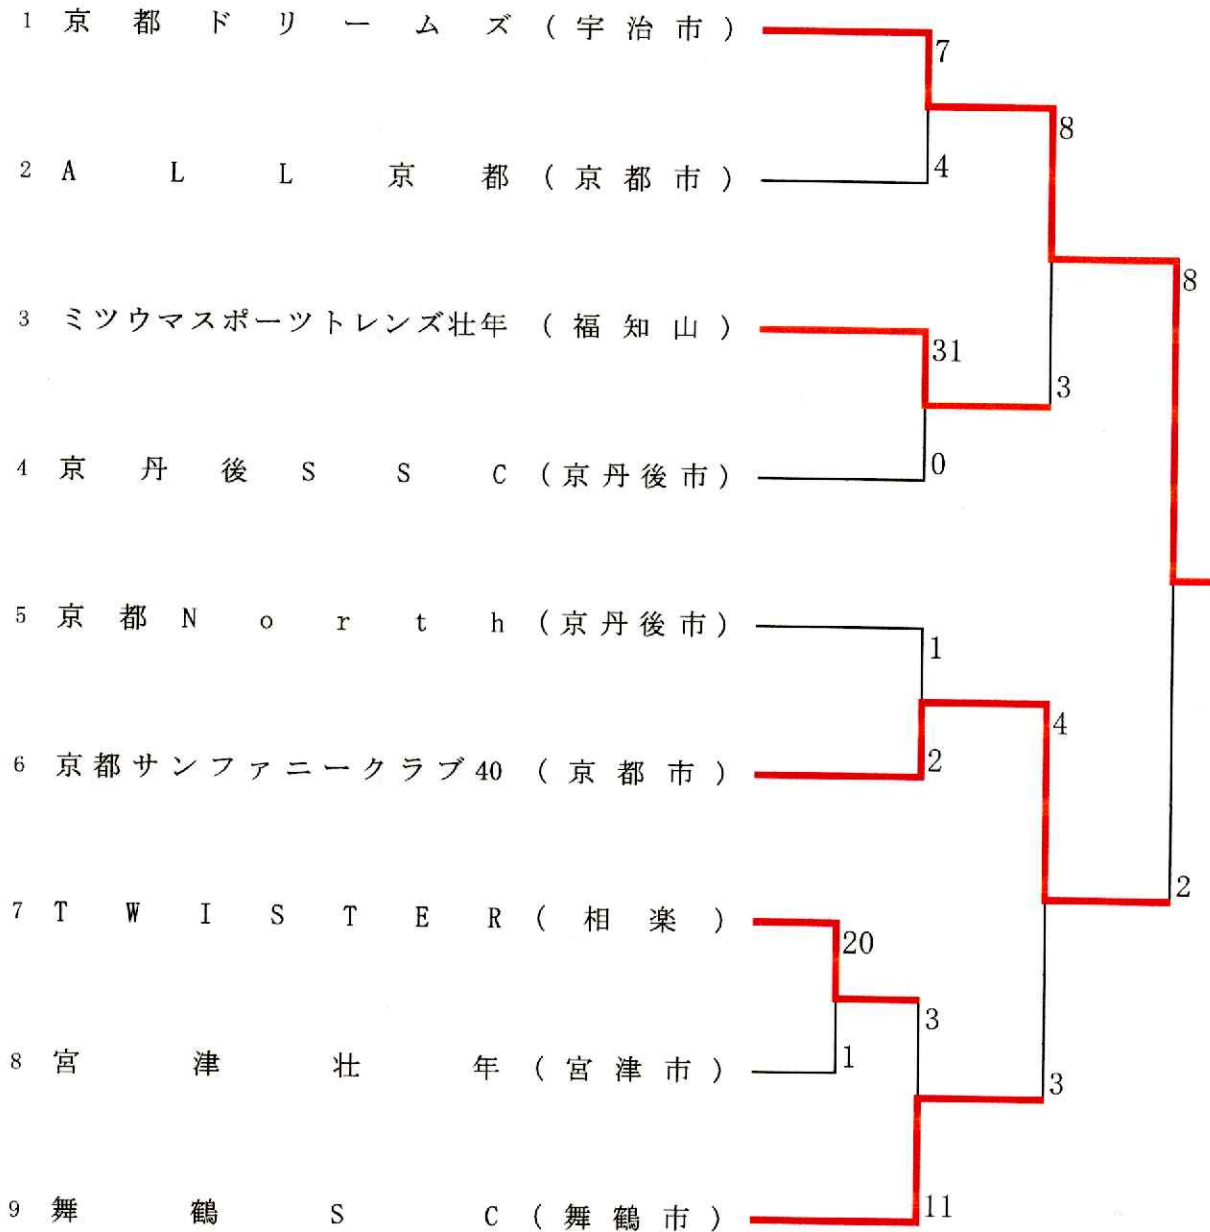 1 京都ドリームズ（宇治市）
7
8
2 ALL京都（京都市）
4
8
3 ミツウマスポーツトレンズ壮年（福知山）
31
3
4 京丹後SSC（京丹後市）
0
5 京都North（京丹後市）
1
4
6 京都サンファニークラブ40（京都市）
2
2
7 TWISTER（相楽）
20
3
8 宮津壮年（宮津市）
1
3
9 舞鶴SC（舞鶴市）
11